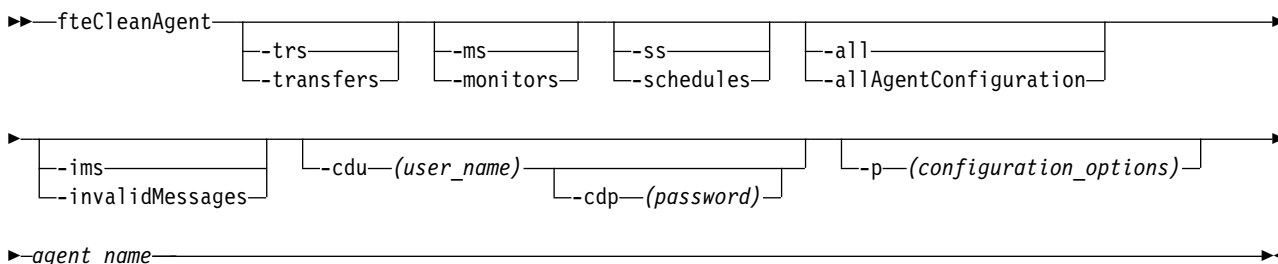 fteCleanAgent
-trs -ms -ss -all
-transfers -monitors -schedules -allAgentConfiguration
-ims -cdu (user_name) -p (configuration_options)
-invalidMessages -cdp (password)
agent_name